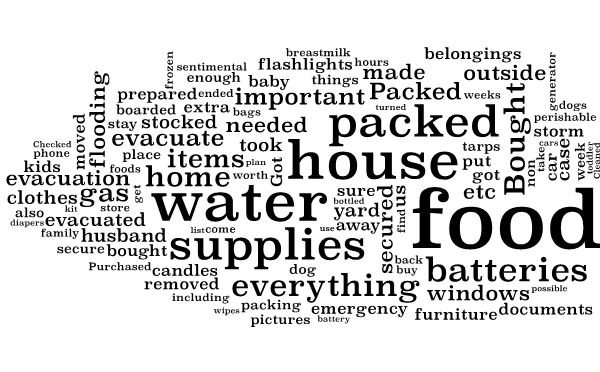 breastmilk
belongings
sentimental
flashlights
hours
frozen
enough
baby
things
made
outside
generator
prepared
ended
important
Packed
weeks
flooding
boarded
extra
bags
turned
packed
Bought
dogs
perishable
stay
stocked
needed
storm
moved
evacuate
took
tarps
cars
Checked
phone
place
items
plan
Got
house
put
non
take
car
case
week
toddler
Cleaned
kids
foods
home
worth
got
evacuation
gas
get
water
sure
bottled
us
etc
food
clothes
store
yard
find
also
kit
evacuated
away
secured
diapers
family
husband
list
come
use
supplies
secure
bought
back
buy
batteries
Purchased
candles
dog
removed
everything
windows
possible
including
packing
emergency
furniture
documents
wipes
pictures
battery